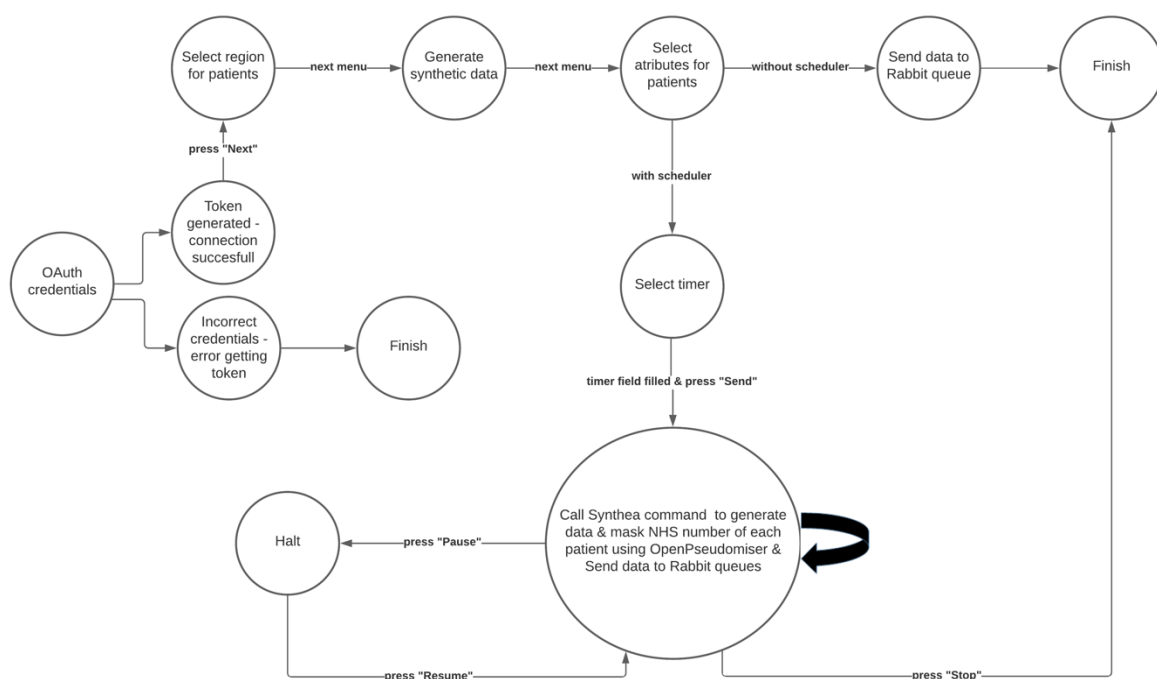 Select region
for patients
next menu
Generate
synthetic data
next menu
Select
atributes for
patients
without scheduler
Send data to
Rabbit queue
Finish
press "Next"
with scheduler
Token
generated -
connection
succesfull
OAuth
credentials
Select timer
Incorrect
credentials -
error getting
token
Finish
timer field filled & press "Send"
Call Synthea command to generate
data & mask NHS number of each
patient using OpenPseudomiser &
Send data to Rabbit queues
press "Pause"
Halt
press "Resume"
press "Stop"